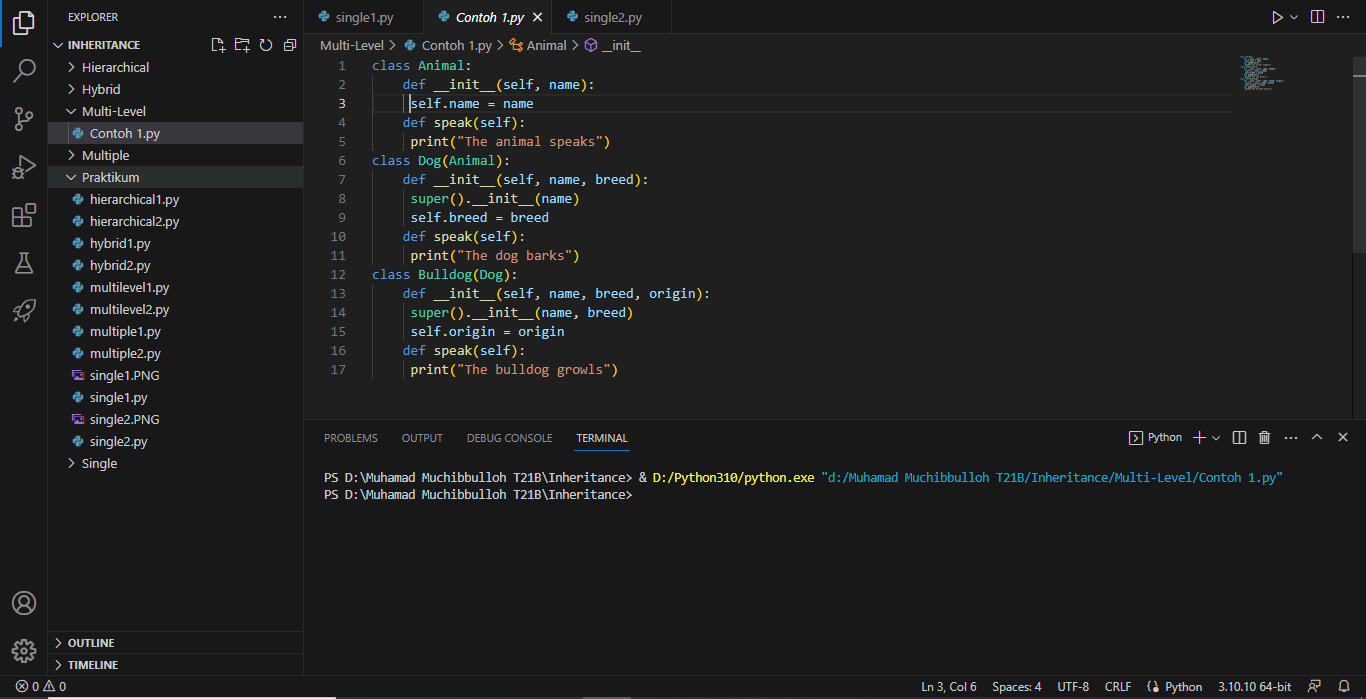 EXPLORER
INHERITANCE
Hierarchical
Hybrid
Multi-Level
Contoh 1.py
Multiple
Praktikum
hierarchical1.py
hierarchical2.py
hybrid1.py
hybrid2.py
multilevel1.py
multilevel2.py
multiple1.py
multiple2.py
single1.PNG
single1.py
single2.PNG
single2.py
Single
OUTLINE
TIMELINE
single1.py Contoh 1.py single2.py
Multi-Level > Contoh 1.py > Animal > __init__
1 class Animal:
2     def __init__(self, name):
3      self.name = name
4     def speak(self):
5      print("The animal speaks")
6 class Dog(Animal):
7     def __init__(self, name, breed):
8      super().__init__(name)
9      self.breed = breed
10     def speak(self):
11      print("The dog barks")
12 class Bulldog(Dog):
13     def __init__(self, name, breed, origin):
14      super().__init__(name, breed)
15      self.origin = origin
16     def speak(self):
17      print("The bulldog growls")
PROBLEMS OUTPUT DEBUG CONSOLE TERMINAL Python
PS D:\Muhamad Muchibbulloh T21B\Inheritance> & D:/Python310/python.exe "d:/Muhamad Muchibbulloh T21B/Inheritance/Multi-Level/Contoh 1.py"
PS D:\Muhamad Muchibbulloh T21B\Inheritance>
0 0 Ln 3, Col 6 Spaces: 4 UTF-8 CRLF Python 3.10.10 64-bit